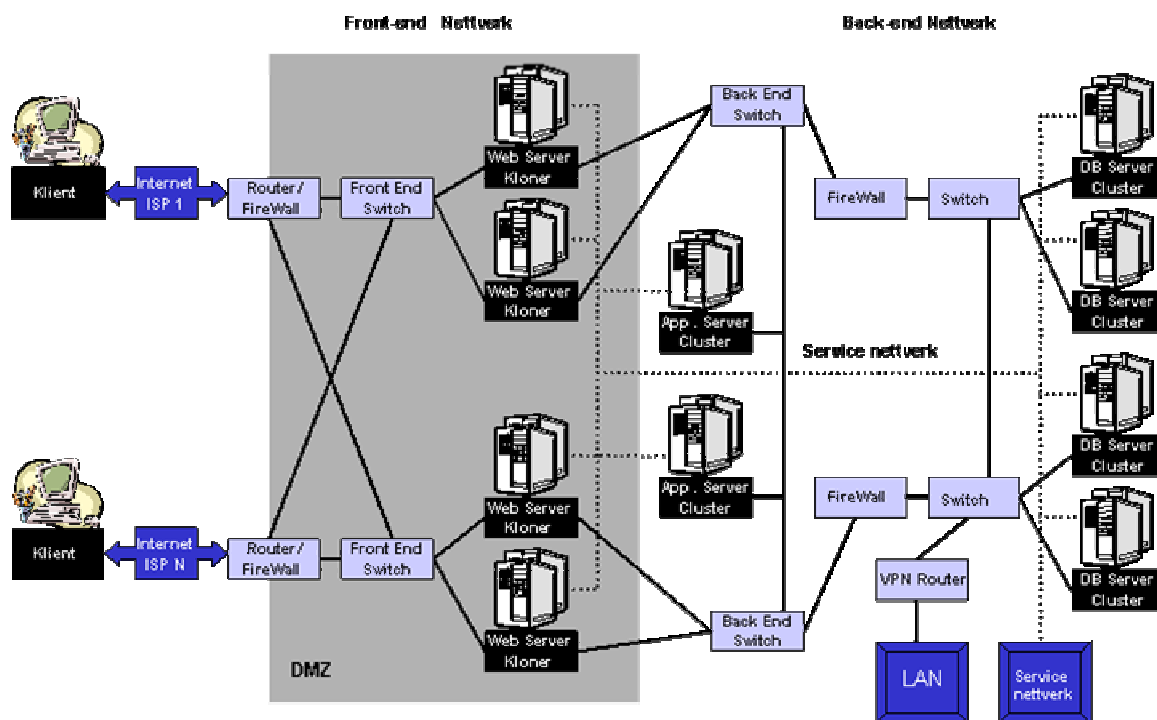 Front-end Nettverk
Back-end Nettverk
Klient
Internet
ISP 1
Router/
FireWall
Front End
Switch
Web Server
Kloner
Web Server
Kloner
Back End
Switch
FireWall
Switch
DB Server
Cluster
DB Server
Cluster
App. Server
Cluster
Service nettverk
App. Server
Cluster
Klient
Internet
ISP N
Router/
FireWall
Front End
Switch
Web Server
Kloner
Web Server
Kloner
Back End
Switch
FireWall
Switch
DB Server
Cluster
DB Server
Cluster
VPN Router
DMZ
LAN
Service
nettverk